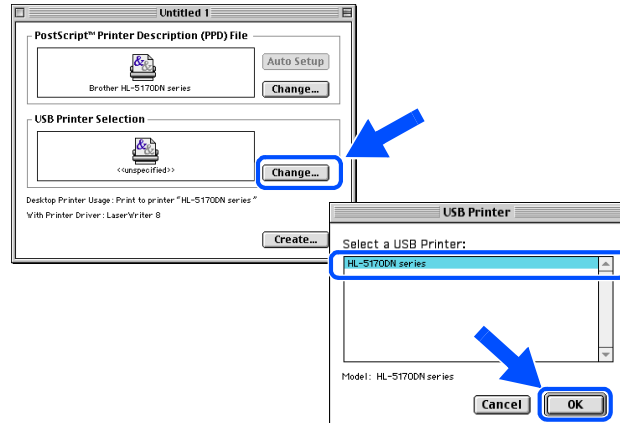 Untitled 1
PostScript™ Printer Description (PPD) File
Auto Setup
Brother HL-5170DN series
Change...
USB Printer Selection
<<unspecified>>
Change...
Desktop Printer Usage: Print to printer "HL-5170DN series"
With Printer Driver: LaserWriter 8
Create...
USB Printer
Select a USB Printer:
HL-5170DN series
Model: HL-5170DN series
Cancel
OK